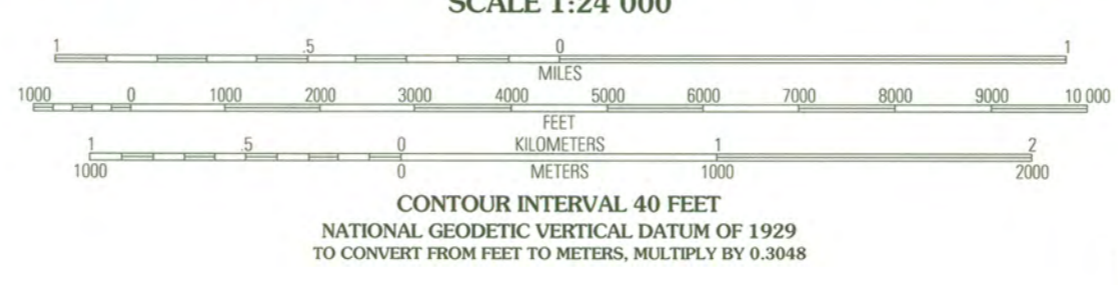 SCALE 1:24 000
1 .5 0 1
MILES
1000 0 1000 2000 3000 4000 5000 6000 7000 8000 9000 10 000
FEET
1 .5 0 KILOMETERS 1 2
1000 0 METERS 1000 2000
CONTOUR INTERVAL 40 FEET
NATIONAL GEODETIC VERTICAL DATUM OF 1929
TO CONVERT FROM FEET TO METERS, MULTIPLY BY 0.3048